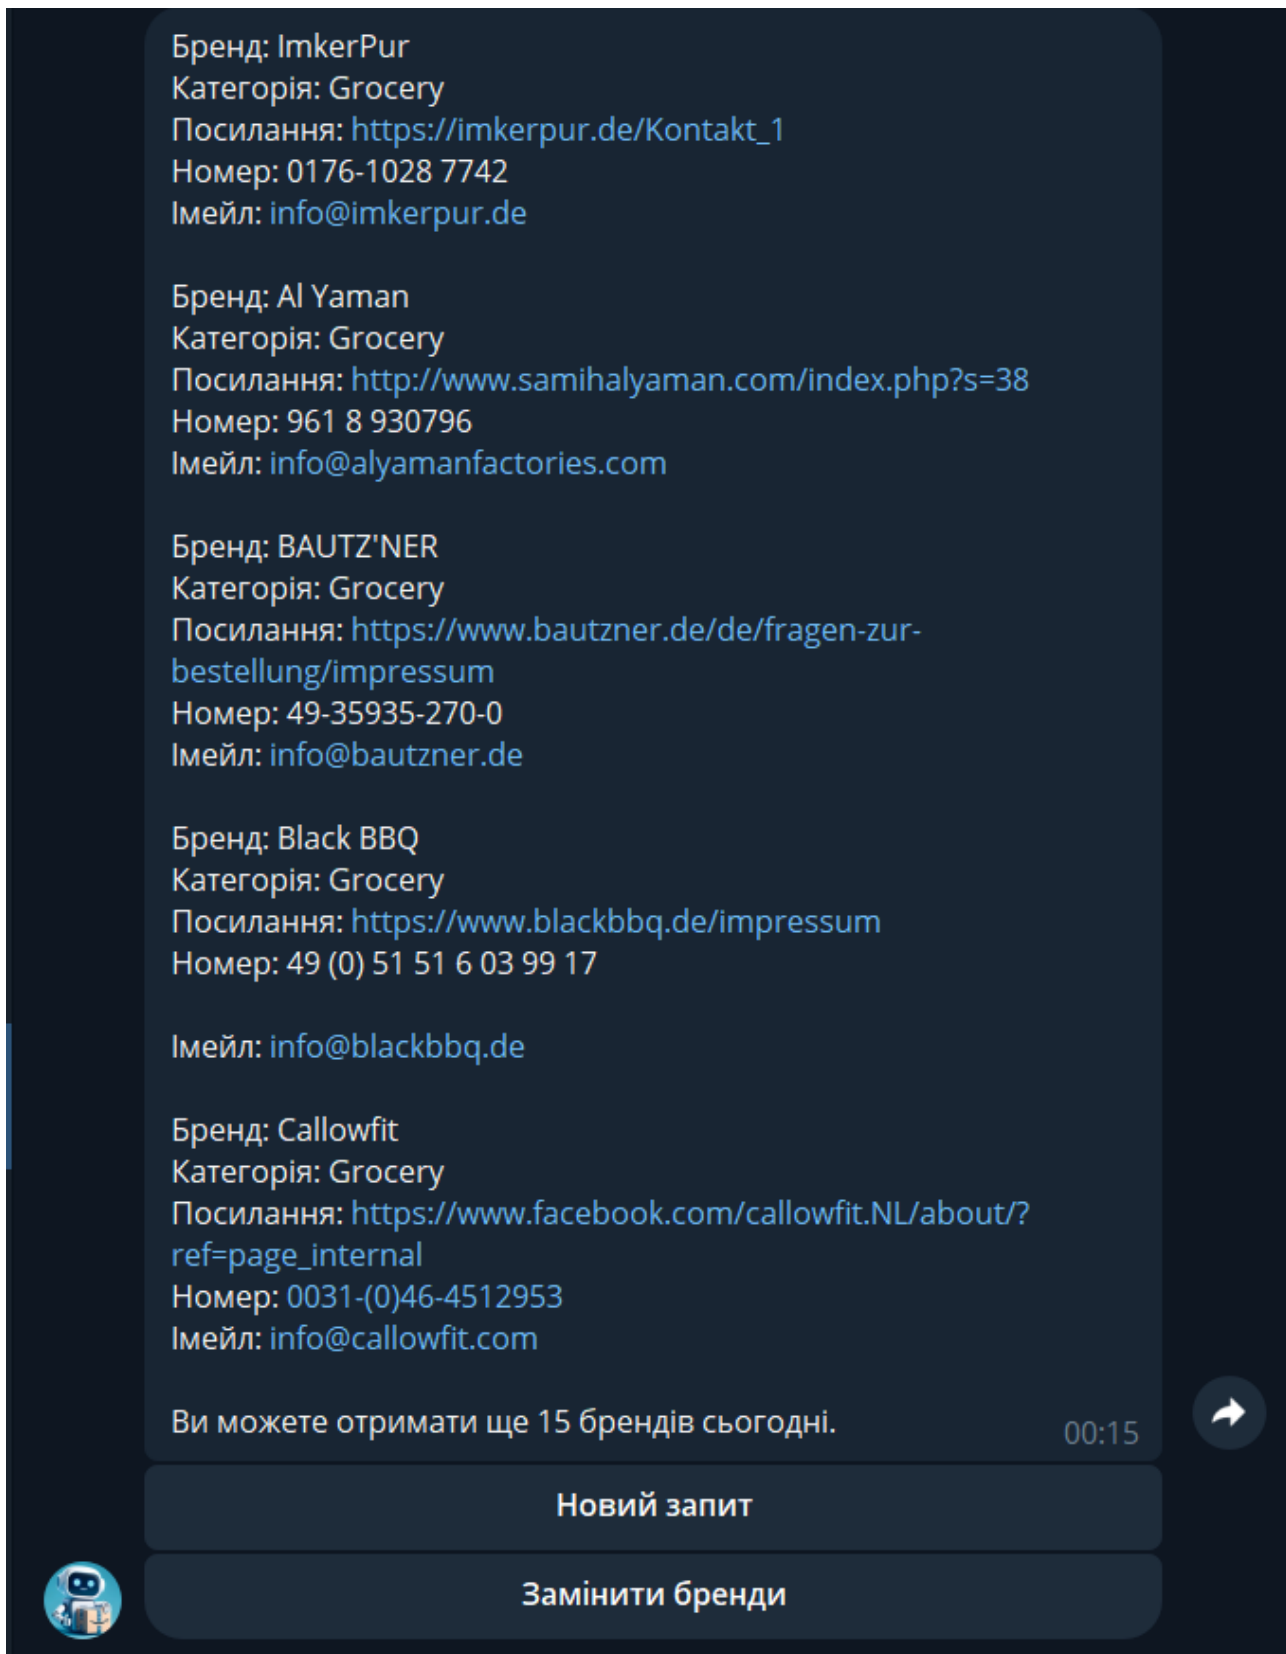 Бренд: ImkerPur
Категорія: Grocery
Посилання: https://imkerpur.de/Kontakt_1
Номер: 0176-1028 7742
Імейл: info@imkerpur.de
Бренд: Al Yaman
Категорія: Grocery
Посилання: http://www.samihalyaman.com/index.php?s=38
Номер: 961 8 930796
Імейл: info@alyamanfactories.com
Бренд: BAUTZ'NER
Категорія: Grocery
Посилання: https://www.bautzner.de/de/fragen-zur-
bestellung/impressum
Номер: 49-35935-270-0
Імейл: info@bautzner.de
Бренд: Black BBQ
Категорія: Grocery
Посилання: https://www.blackbbq.de/impressum
Номер: 49 (0) 51 51 6 03 99 17
Імейл: info@blackbbq.de
Бренд: Callowfit
Категорія: Grocery
Посилання: https://www.facebook.com/callowfit.NL/about/?
ref=page_internal
Номер: 0031-(0)46-4512953
Імейл: info@callowfit.com
Ви можете отримати ще 15 брендів сьогодні.
00:15
Новий запит
Замінити бренди